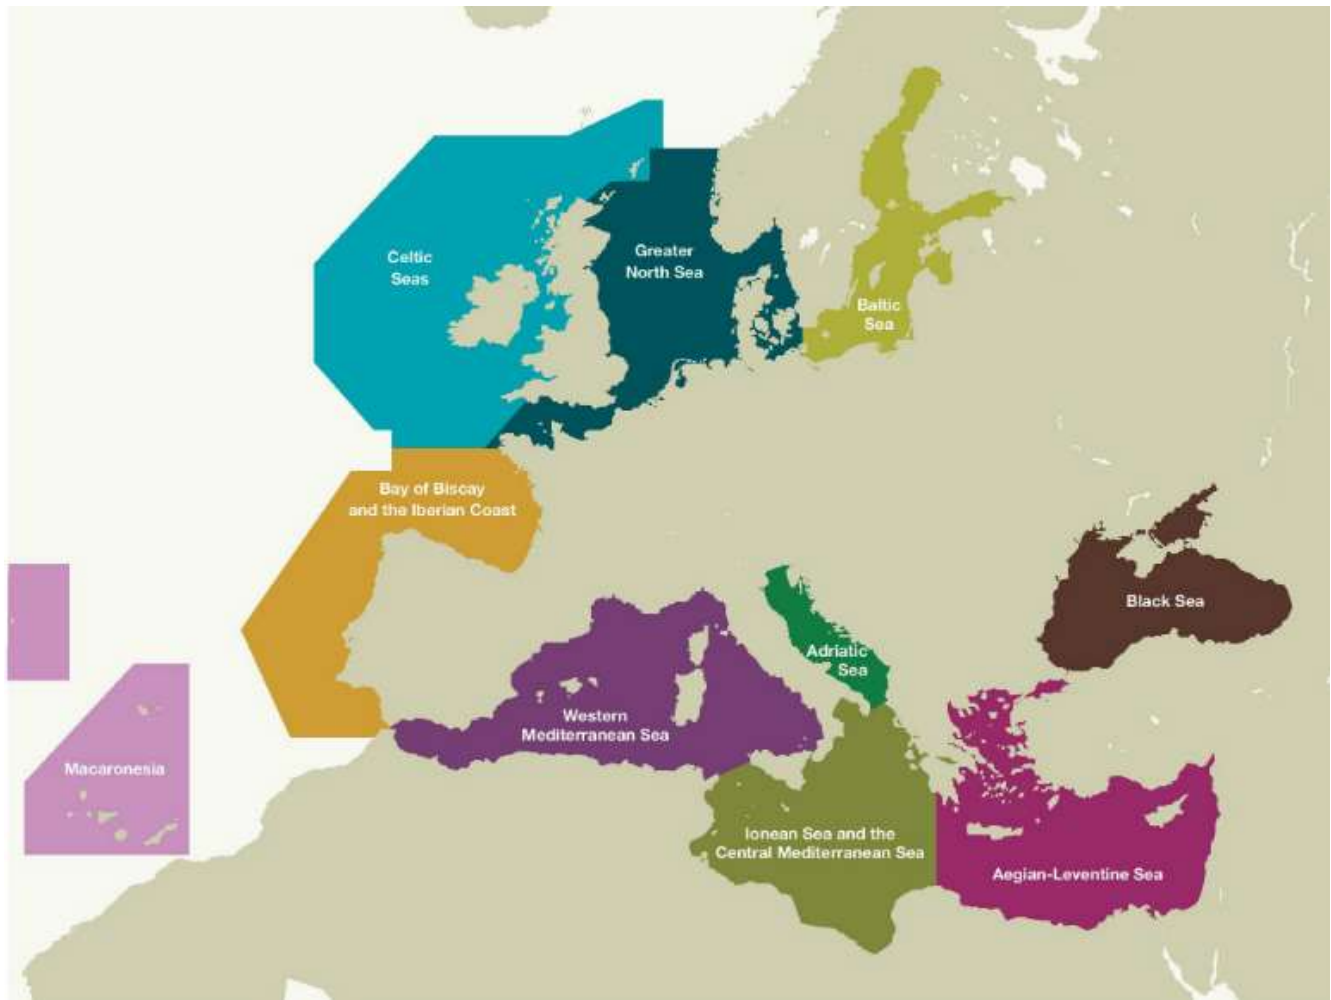 Celtic
Seas
Greater
North Sea
Baltic
Sea
Bay of Biscay
and the Iberian Coast
Black Sea
Adriatic
Sea
Western
Mediterranean Sea
Macaronesia
Ionean Sea and the
Central Mediterranean Sea
Aegian-Leventine Sea